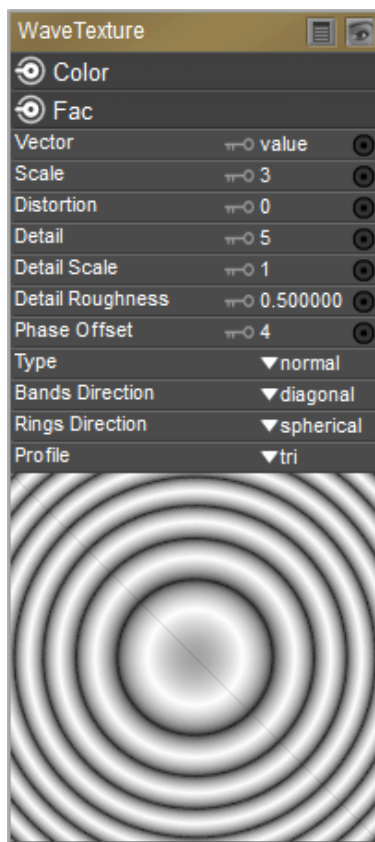 WaveTexture
Color
Fac
Vector value
Scale 3
Distortion 0
Detail 5
Detail Scale 1
Detail Roughness 0.500000
Phase Offset 4
Type normal
Bands Direction diagonal
Rings Direction spherical
Profile tri